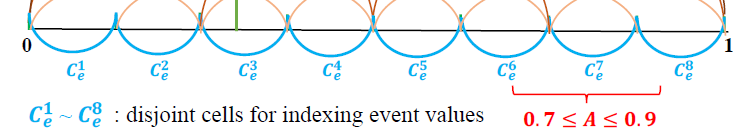 0 1
C_e^1 C_e^2 C_e^3 C_e^4 C_e^5 C_e^6 C_e^7 C_e^8
C_e^1 ~ C_e^8 : disjoint cells for indexing event values 0.7 ≤ A ≤ 0.9